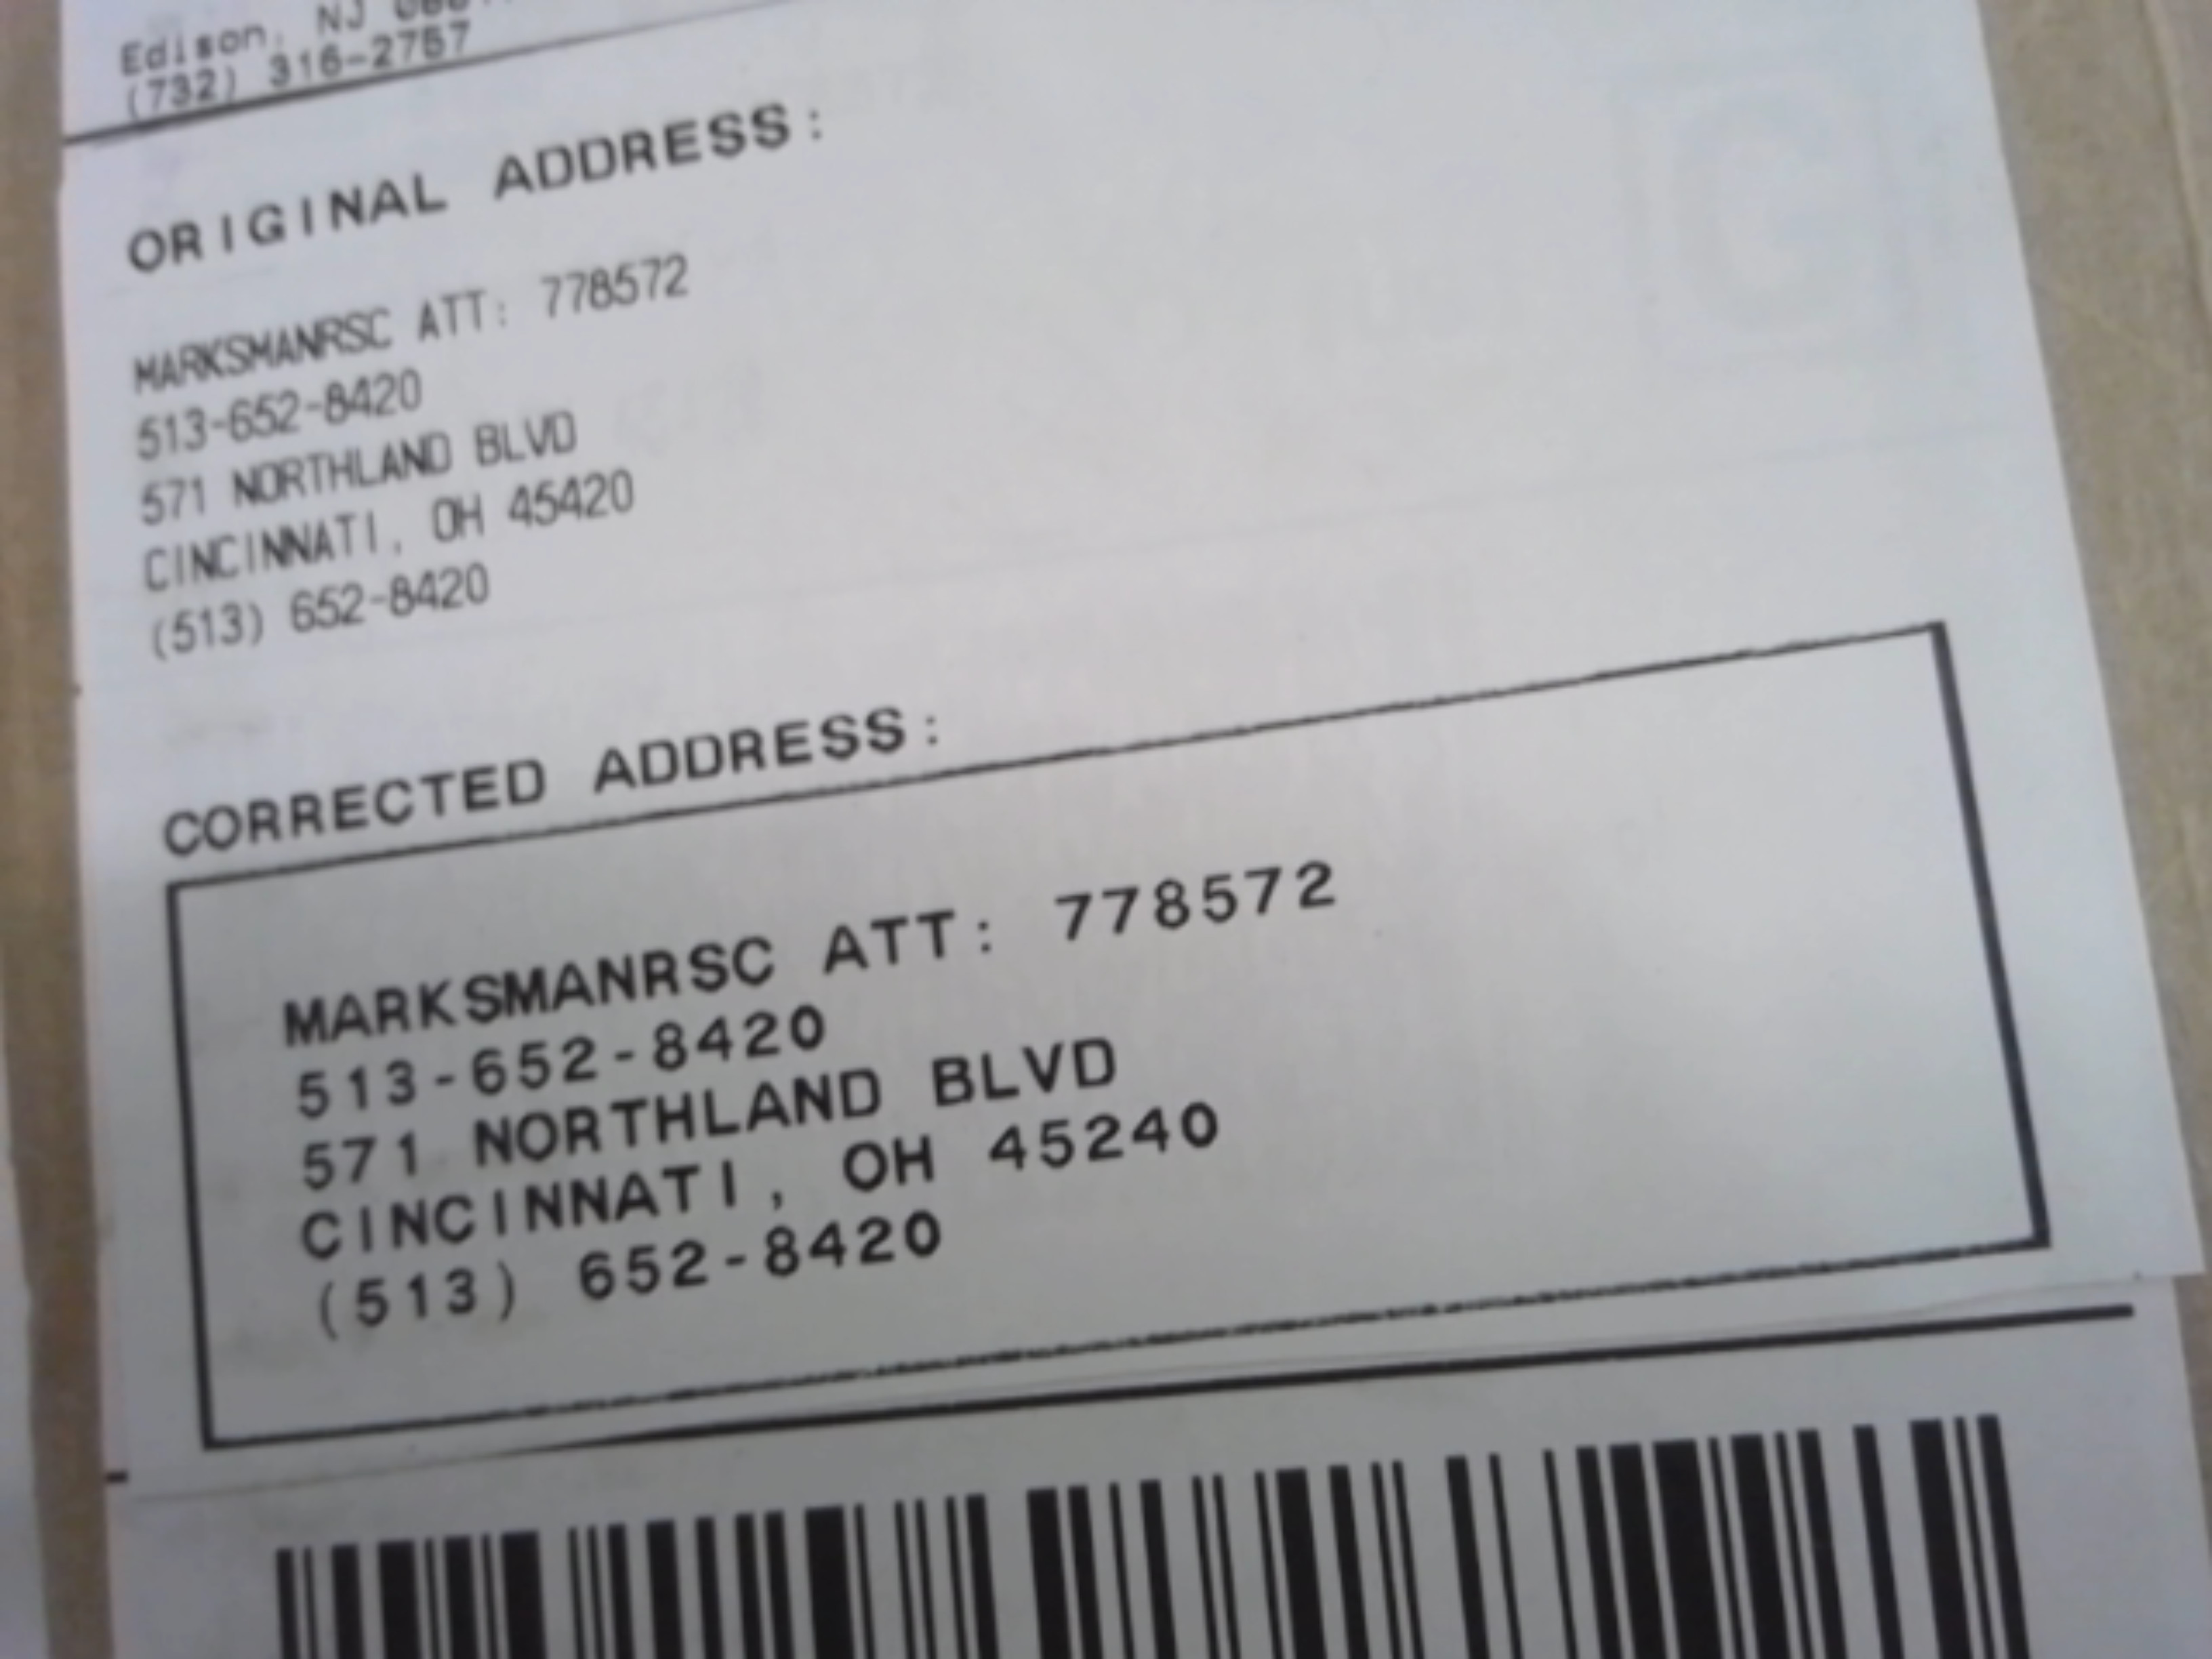 Edison, NJ
(732) 316-2757
ORIGINAL ADDRESS:
MARKSMANRSC ATT: 778572
513-652-8420
571 NORTHLAND BLVD
CINCINNATI, OH 45420
(513) 652-8420
CORRECTED ADDRESS:
MARKSMANRSC ATT: 778572
513-652-8420
571 NORTHLAND BLVD
CINCINNATI, OH 45240
(513) 652-8420